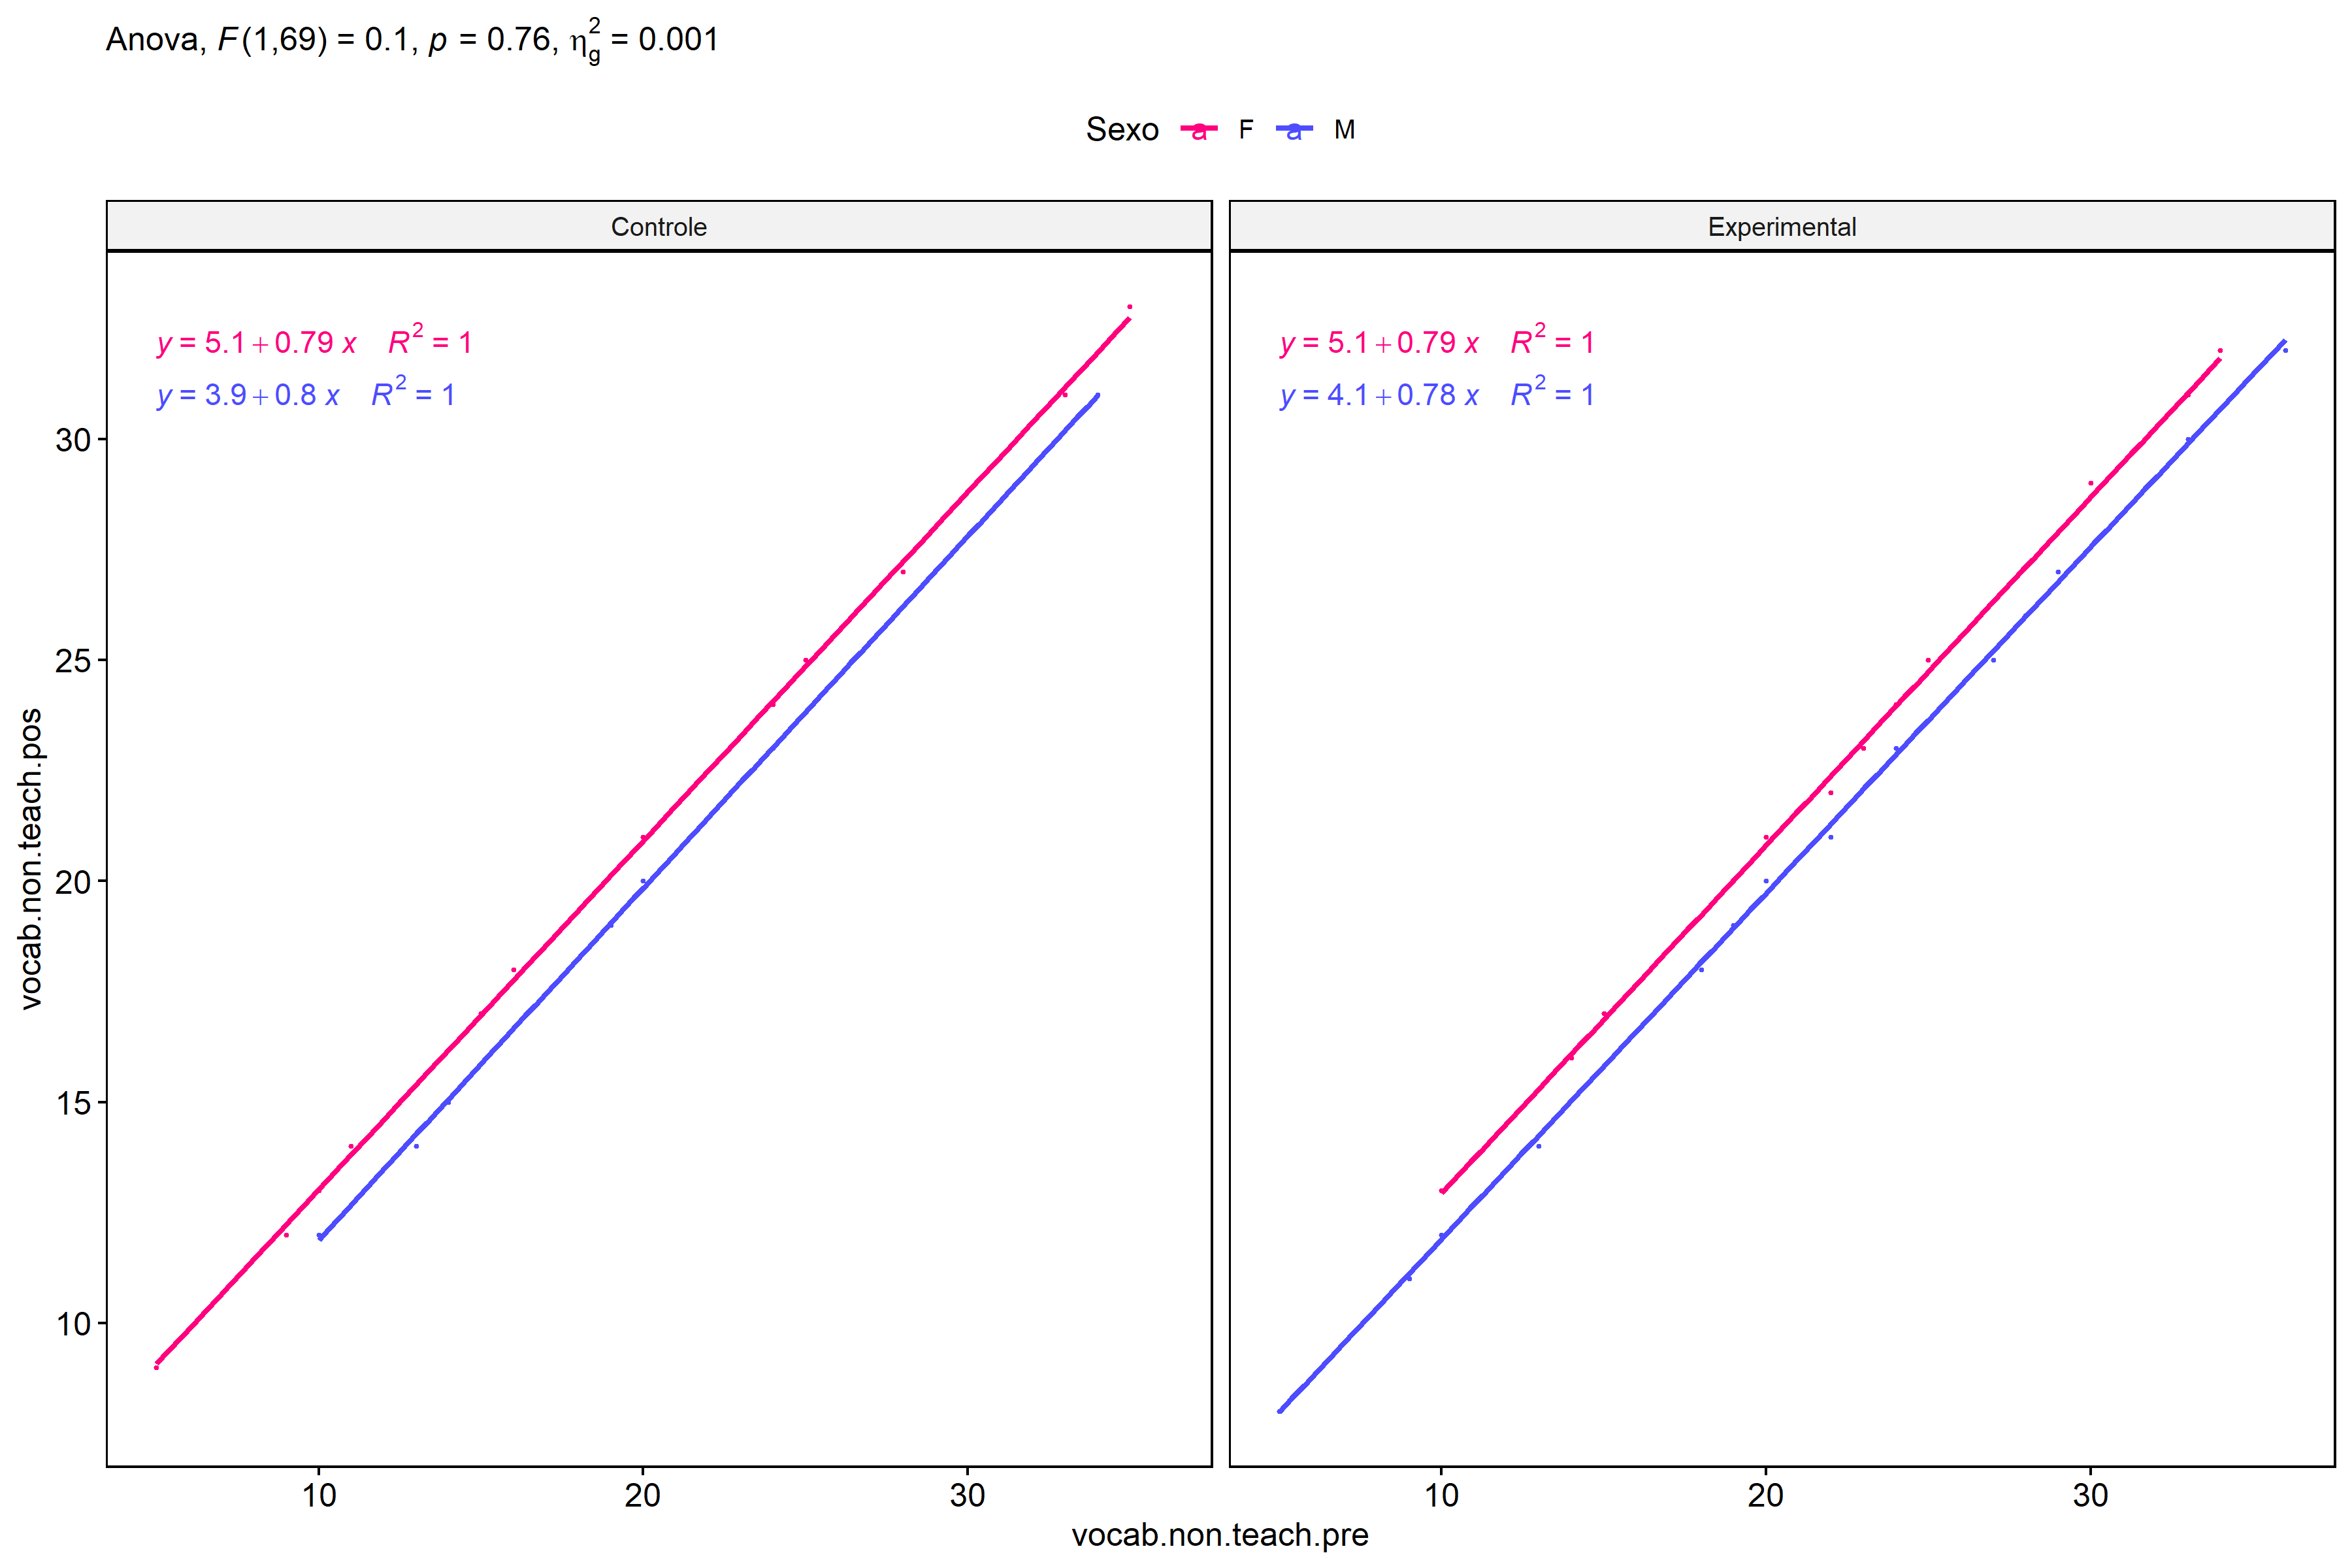 Anova, F(1,69) = 0.1, p = 0.76, η²g = 0.001
Sexo a F a M
Controle
Experimental
y = 5.1 + 0.79 x R² = 1
y = 3.9 + 0.8 x R² = 1
y = 5.1 + 0.79 x R² = 1
y = 4.1 + 0.78 x R² = 1
vocab.non.teach.pos
30
25
20
15
10
10 20 30
10 20 30
vocab.non.teach.pre